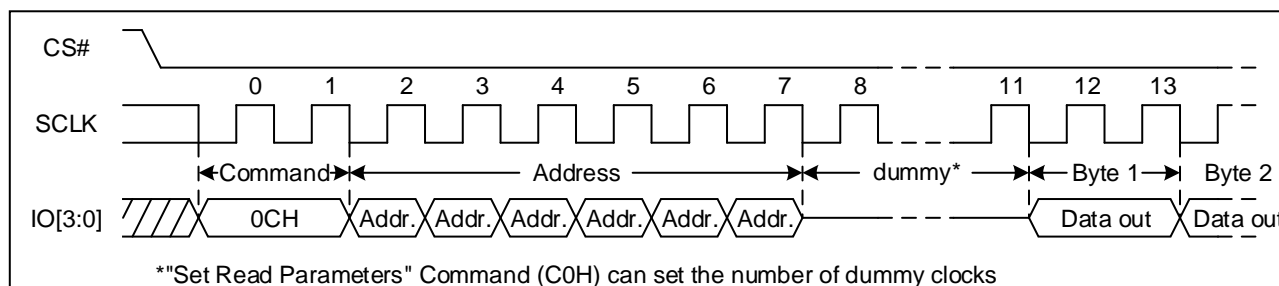 CS#
0 1 2 3 4 5 6 7 8 11 12 13
SCLK
Command Address dummy* Byte 1 Byte 2
IO[3:0] 0CH Addr. Addr. Addr. Addr. Addr. Addr. Data out Data out
*"Set Read Parameters" Command (C0H) can set the number of dummy clocks